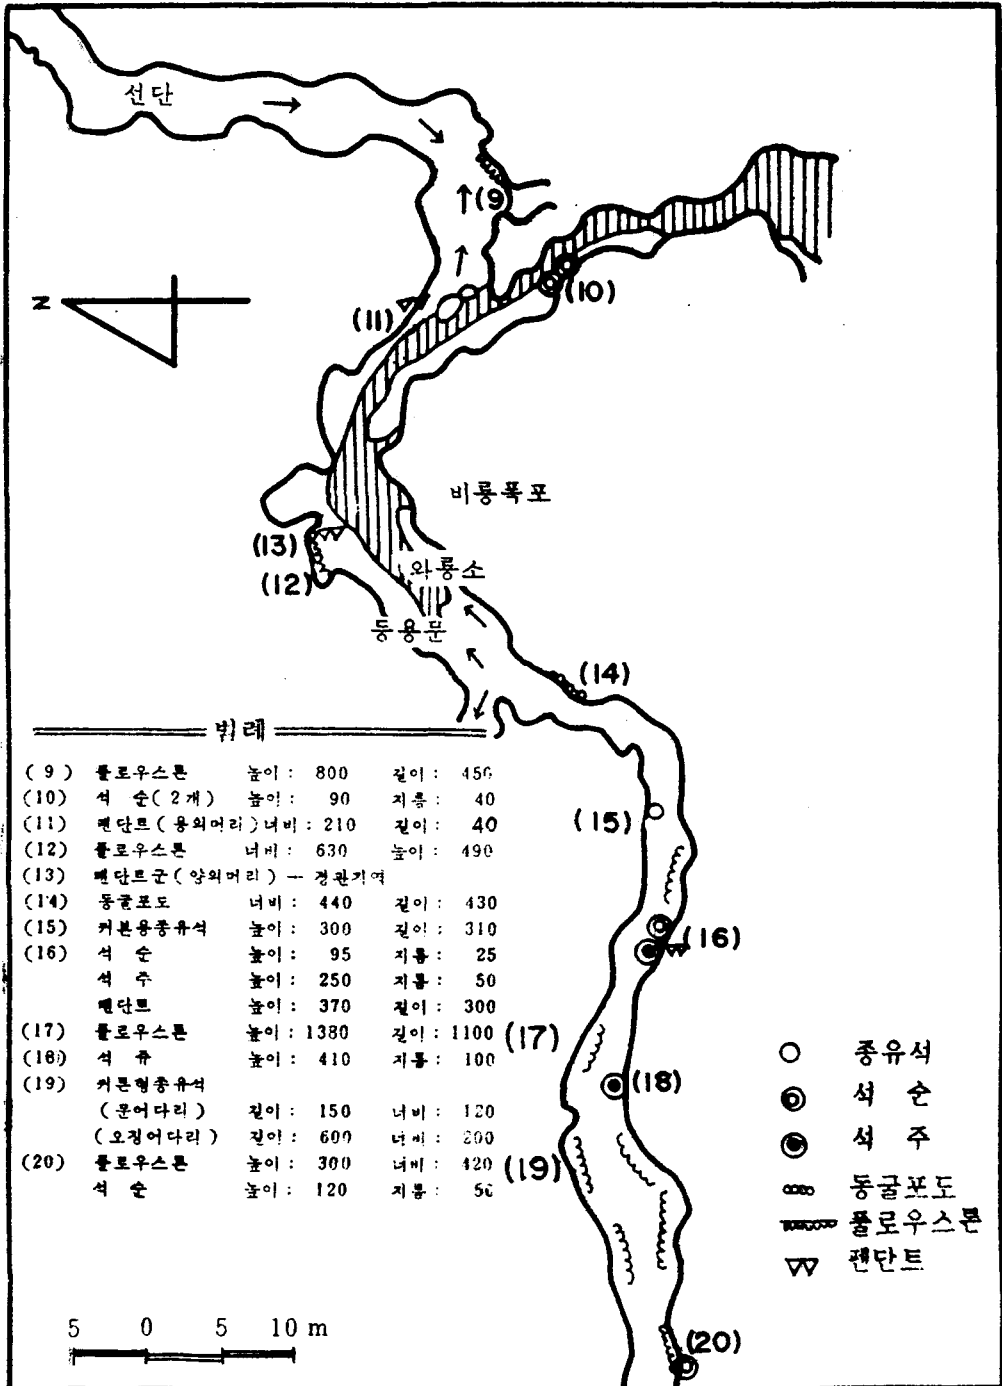 선단
(9)
(10)
N
(11)
비룡폭포
(13)
와룡소
(12)
등용문
(14)
범례
(9) 플로우스톤 높이: 800 길이: 450
(10) 석 순(2개) 높이: 90 지름: 40
(11) 펜단트(용의머리) 너비: 210 길이: 40
(12) 플로우스톤 너비: 630 높이: 490
(13) 펜단트군(양의머리) — 경관지역
(14) 동굴포도 너비: 440 길이: 430
(15) 커튼용종유석 높이: 300 길이: 310
(16) 석 순 높이: 95 지름: 25
석 주 높이: 250 지름: 50
펜단트 높이: 370 길이: 300
(17) 플로우스톤 높이: 1380 길이: 1100
(18) 석 주 높이: 410 지름: 100
(19) 커튼형종유석
(문어다리) 길이: 150 너비: 120
(오징어다리) 길이: 600 너비: 200
(20) 플로우스톤 높이: 300 너비: 420
석 순 높이: 120 지름: 50
(15)
(16)
(17)
(18)
(19)
(20)
종유석
석 순
석 주
동굴포도
플로우스톤
펜단트
5 0 5 10 m